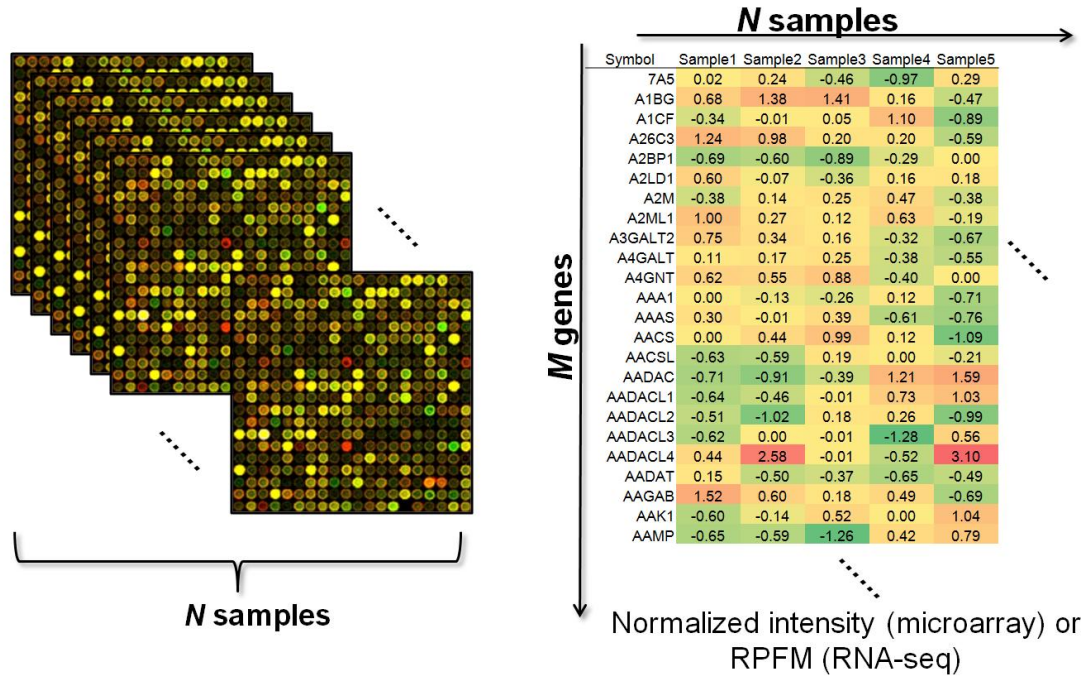 N samples
N samples
M genes
Symbol Sample1 Sample2 Sample3 Sample4 Sample5
7A5 0.02 0.24 -0.46 -0.97 0.29
A1BG 0.68 1.38 1.41 0.16 -0.47
A1CF -0.34 -0.01 0.05 1.10 -0.89
A26C3 1.24 0.98 0.20 0.20 -0.59
A2BP1 -0.69 -0.60 -0.89 -0.29 0.00
A2LD1 0.60 -0.07 -0.36 0.16 0.18
A2M -0.38 0.14 0.25 0.47 -0.38
A2ML1 1.00 0.27 0.12 0.63 -0.19
A3GALT2 0.75 0.34 0.16 -0.32 -0.67
A4GALT 0.11 0.17 0.25 -0.38 -0.55
A4GNT 0.62 0.55 0.88 -0.40 0.00
AAA1 0.00 -0.13 -0.26 0.12 -0.71
AAAS 0.30 -0.01 0.39 -0.61 -0.76
AACS 0.00 0.44 0.99 0.12 -1.09
AACSL -0.63 -0.59 0.19 0.00 -0.21
AADAC -0.71 -0.91 -0.39 1.21 1.59
AADACL1 -0.64 -0.46 -0.01 0.73 1.03
AADACL2 -0.51 -1.02 0.18 0.26 -0.99
AADACL3 -0.62 0.00 -0.01 -1.28 0.56
AADACL4 0.44 2.58 -0.01 -0.52 3.10
AADAT 0.15 -0.50 -0.37 -0.65 -0.49
AAGAB 1.52 0.60 0.18 0.49 -0.69
AAK1 -0.60 -0.14 0.52 0.00 1.04
AAMP -0.65 -0.59 -1.26 0.42 0.79
Normalized intensity (microarray) or
RPFM (RNA-seq)